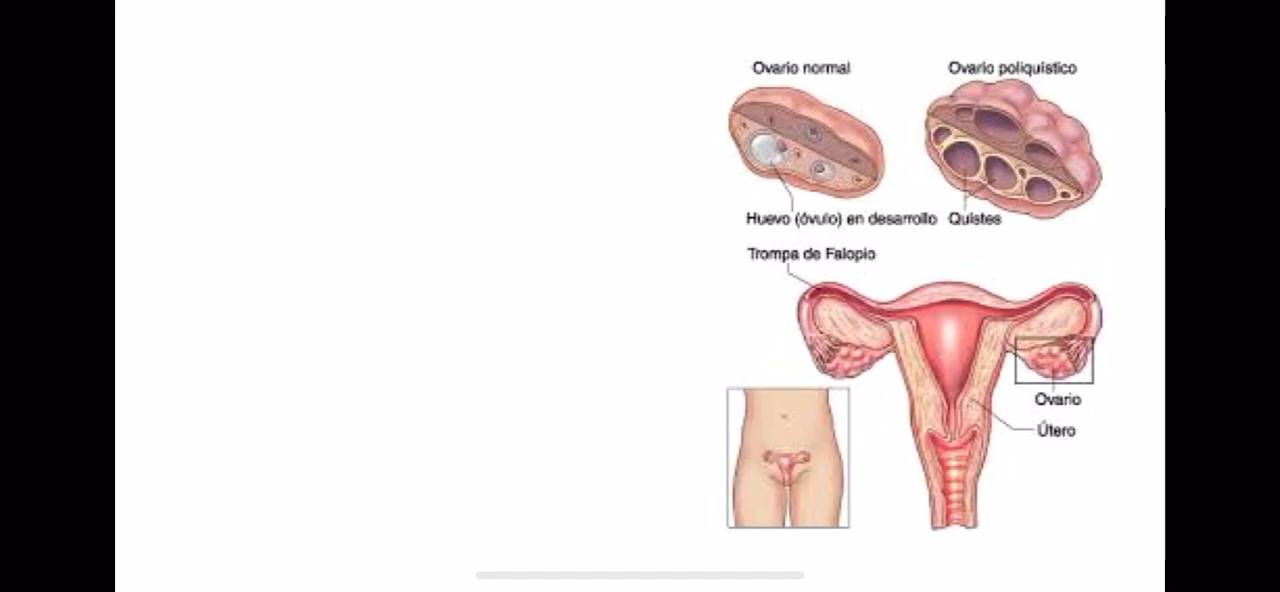 Ovario normal
Ovario poliquístico
Huevo (óvulo) en desarrollo
Quistes
Trompa de Falopio
Ovario
Útero